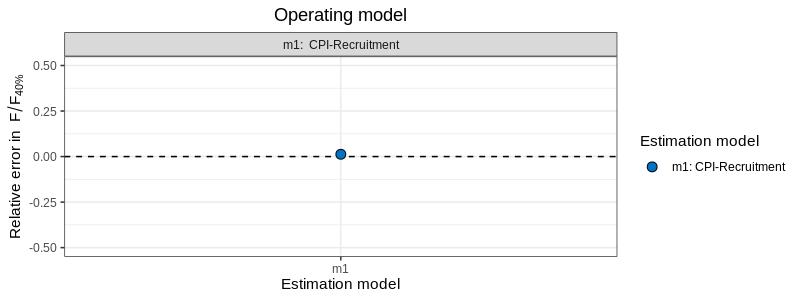 Operating model
m1: CPI-Recruitment
Relative error in F/F40%
0.50
0.25
0.00
-0.25
-0.50
m1
Estimation model
Estimation model
m1: CPI-Recruitment